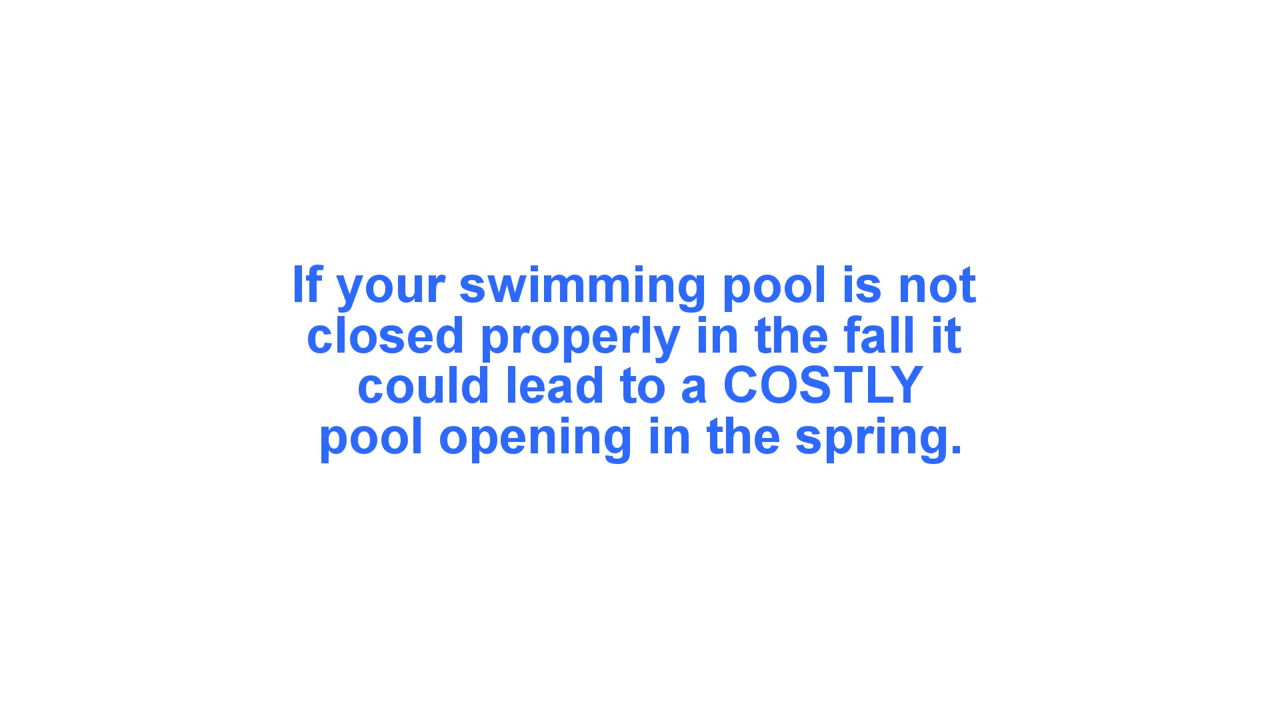 If your swimming pool is not
closed properly in the fall it
could lead to a COSTLY
pool opening in the spring.